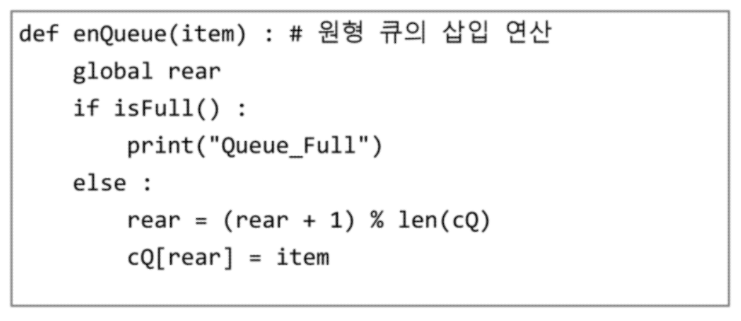 def enQueue(item) : # 원형 큐의 삽입 연산
    global rear
    if isFull() :
        print("Queue_Full")
    else :
        rear = (rear + 1) % len(cQ)
        cQ[rear] = item